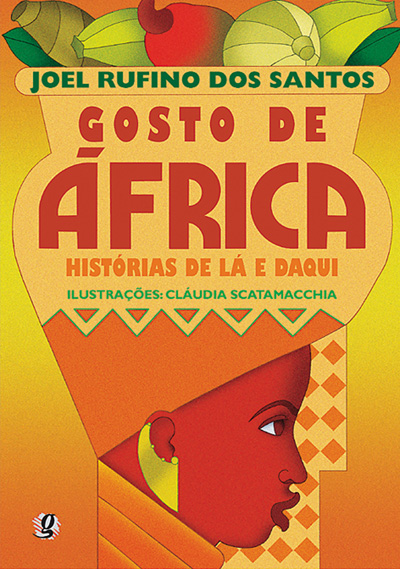 JOEL RUFINO DOS SANTOS
GOSTO DE
ÁFRICA
HISTÓRIAS DE LÁ E DAQUI
ILUSTRAÇÕES: CLÁUDIA SCATAMACCHIA
g